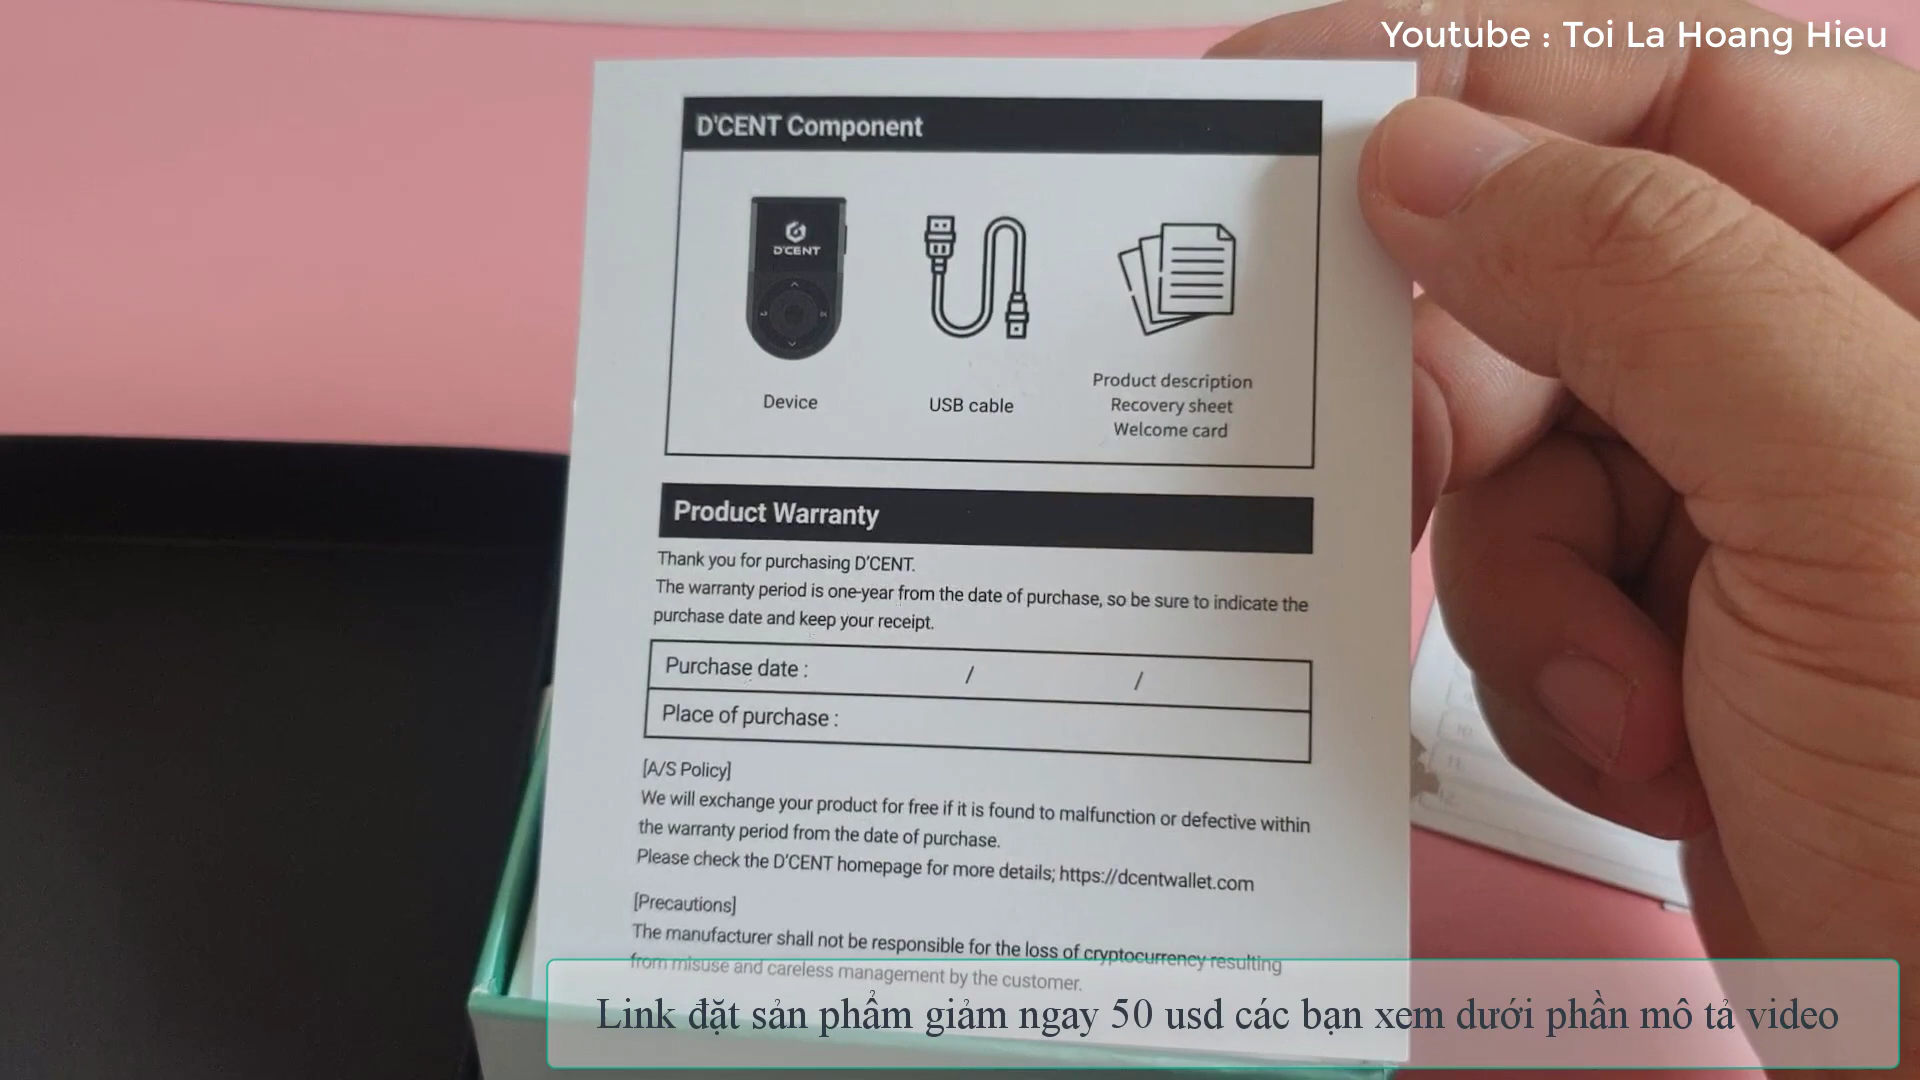 Youtube : Toi La Hoang Hieu
D'CENT Component
D'CENT
Device
USB cable
Product description
Recovery sheet
Welcome card
Product Warranty
Thank you for purchasing D'CENT.
The warranty period is one-year from the date of purchase, so be sure to indicate the
purchase date and keep your receipt.
Purchase date : / /
Place of purchase :
[A/S Policy]
We will exchange your product for free if it is found to malfunction or defective within
the warranty period from the date of purchase.
Please check the D'CENT homepage for more details; https://dcentwallet.com
[Precautions]
The manufacturer shall not be responsible for the loss of cryptocurrency resulting
from misuse and careless management by the customer.
Link đặt sản phẩm giảm ngay 50 usd các bạn xem dưới phần mô tả video